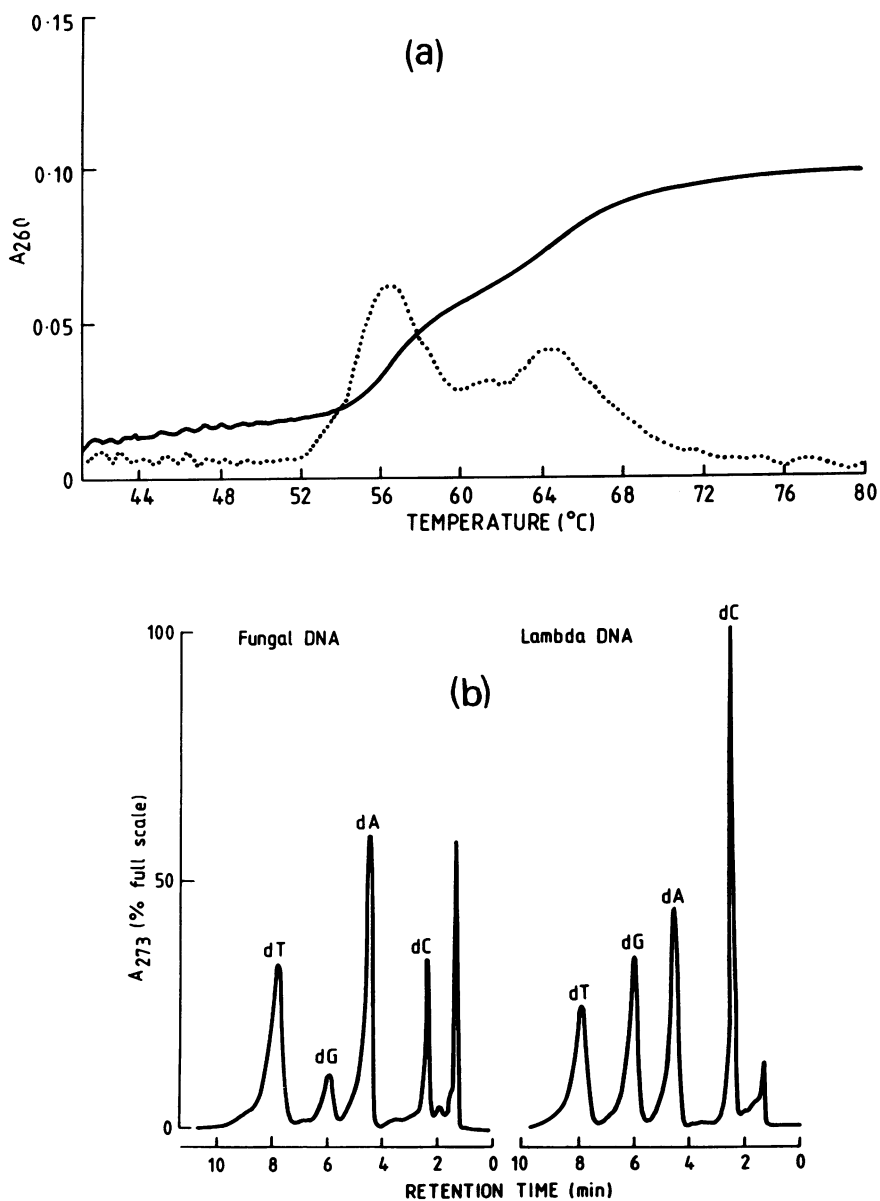 (a)
0·15
0·10
0·05
0
A260
44 48 52 56 60 64 68 72 76 80
TEMPERATURE (°C)
(b)
Fungal DNA
Lambda DNA
100
50
0
A273 (% full scale)
dT
dG
dA
dC
dT
dG
dA
dC
10 8 6 4 2 0
10 8 6 4 2 0
RETENTION TIME (min)